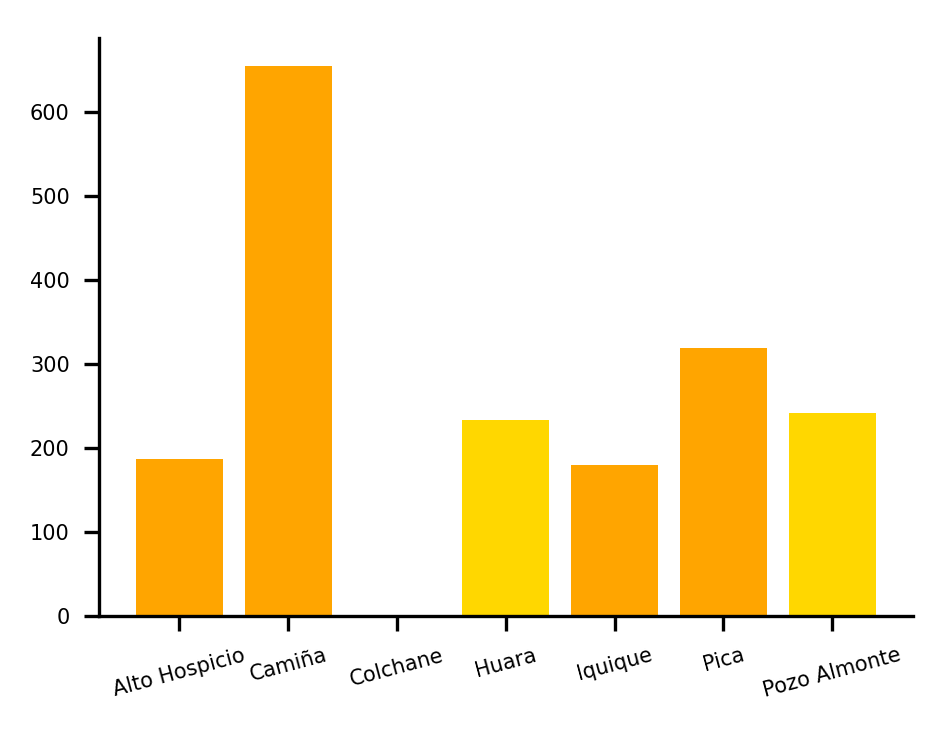 600
500
400
300
200
100
0
Alto Hospicio
Camiña
Colchane
Huara
Iquique
Pica
Pozo Almonte